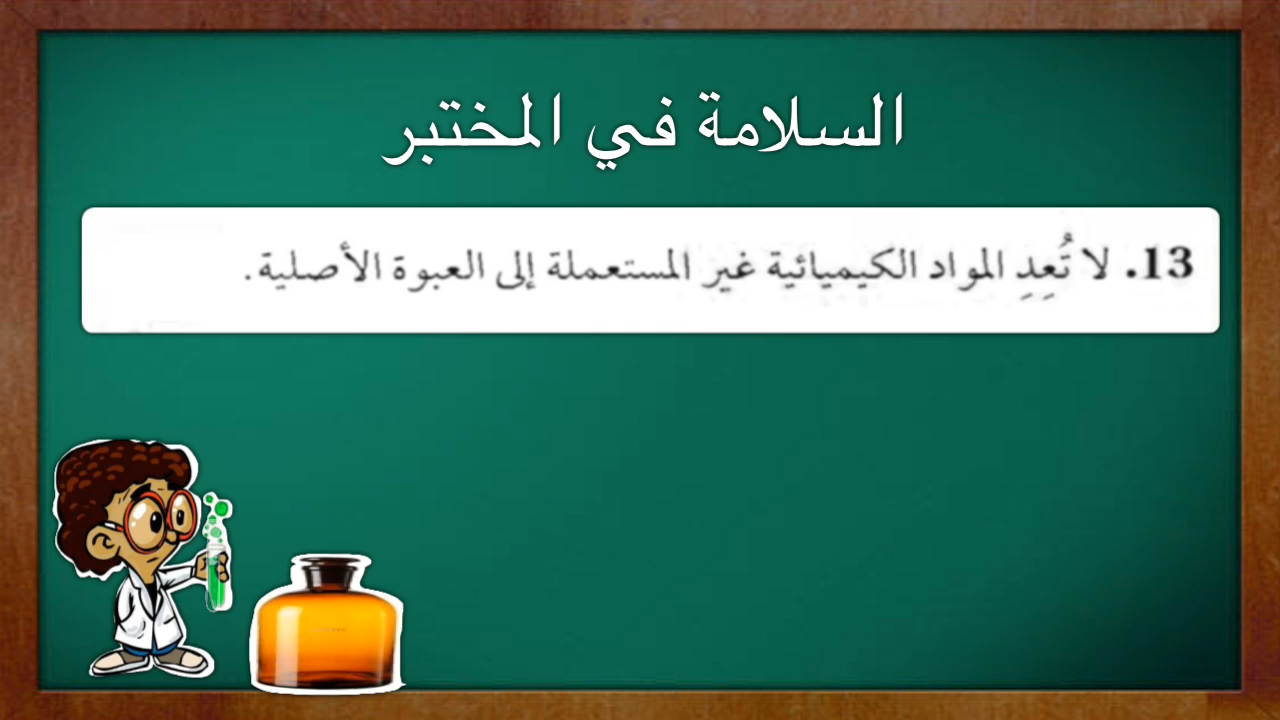 السلامة في المختبر
13. لا تُعِدِ المواد الكيميائية غير المستعملة إلى العبوة الأصلية.